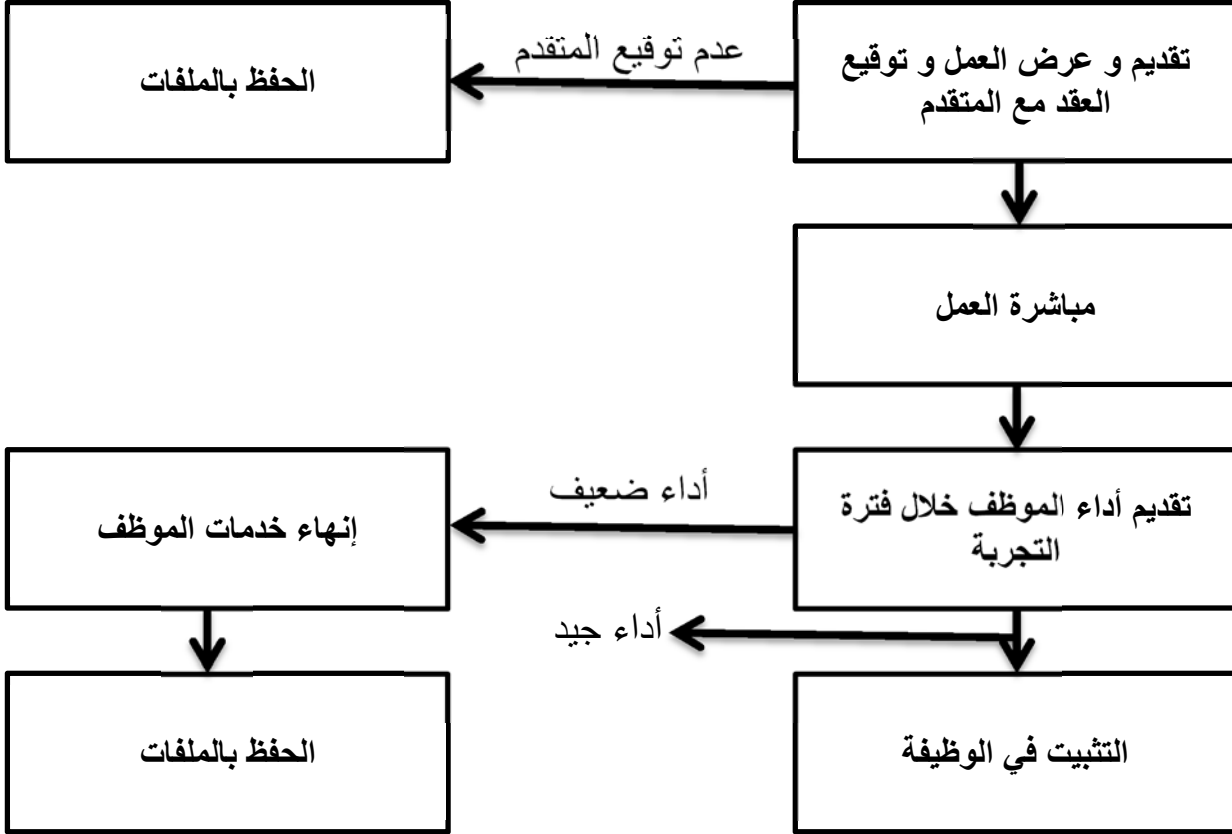 تقديم و عرض العمل و توقيع
العقد مع المتقدم
عدم توقيع المتقدم
الحفظ بالملفات
مباشرة العمل
تقديم أداء الموظف خلال فترة
التجربة
أداء ضعيف
إنهاء خدمات الموظف
أداء جيد
التثبيت في الوظيفة
الحفظ بالملفات